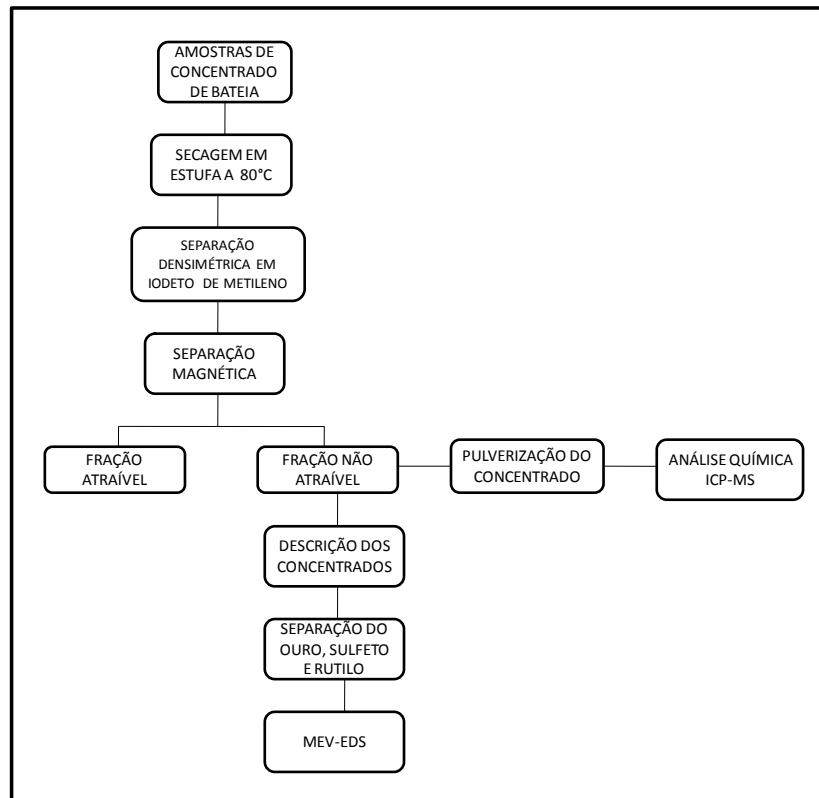 AMOSTRAS DE
CONCENTRADO
DE BATEIA
SECAGEM EM
ESTUFA A 80°C
SEPARAÇÃO
DENSIMÉTRICA EM
IODETO DE METILENO
SEPARAÇÃO
MAGNÉTICA
FRAÇÃO
ATRAÍVEL
FRAÇÃO NÃO
ATRAÍVEL
PULVERIZAÇÃO DO
CONCENTRADO
ANÁLISE QUÍMICA
ICP-MS
DESCRIÇÃO DOS
CONCENTRADOS
SEPARAÇÃO DO
OURO, SULFETO
E RUTILO
MEV-EDS